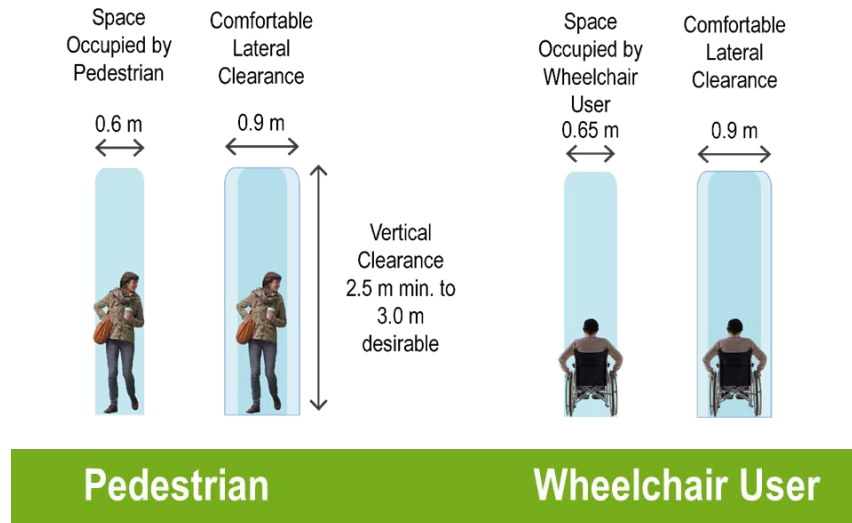 Space
Occupied by
Pedestrian
0.6 m
Comfortable
Lateral
Clearance
0.9 m
Vertical
Clearance
2.5 m min. to
3.0 m
desirable
Space
Occupied by
Wheelchair
User
0.65 m
Comfortable
Lateral
Clearance
0.9 m
Pedestrian
Wheelchair User